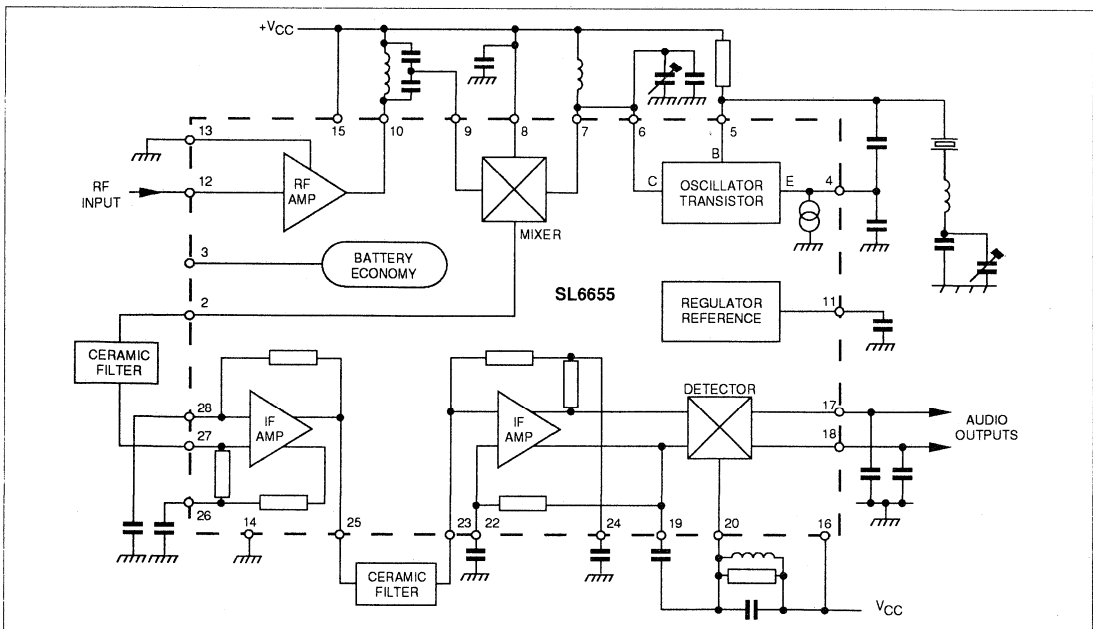 +VCC
15
10
9
8
7
6
5
13
12
RF
INPUT
RF
AMP
MIXER
B
C
OSCILLATOR
TRANSISTOR
E
4
3
BATTERY
ECONOMY
2
SL6655
REGULATOR
REFERENCE
11
CERAMIC
FILTER
28
27
26
IF
AMP
IF
AMP
DETECTOR
17
18
AUDIO
OUTPUTS
14
25
23
22
24
19
20
16
CERAMIC
FILTER
VCC